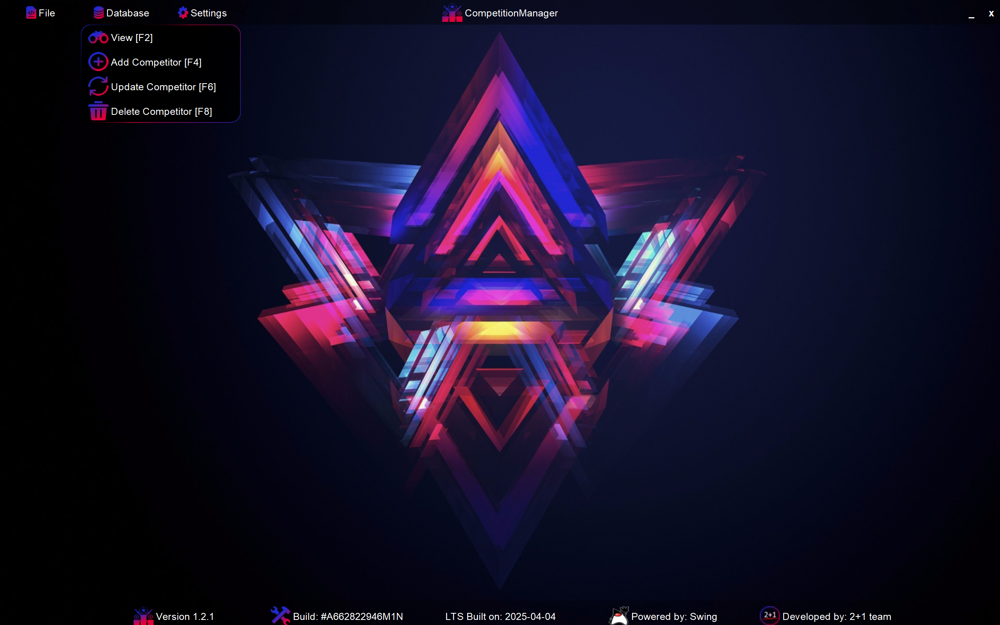 File Database Settings CompetitionManager _ x
View [F2]
Add Competitor [F4]
Update Competitor [F6]
Delete Competitor [F8]
Version 1.2.1 Build: #A662822946M1N LTS Built on: 2025-04-04 Powered by: Swing 2+1 Developed by: 2+1 team